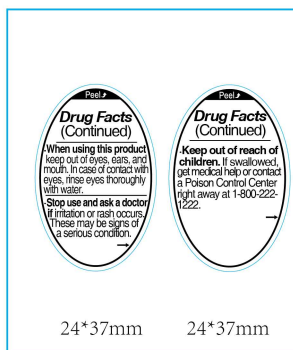 Peel
Drug Facts
(Continued)
·When using this product
keep out of eyes, ears, and
mouth. In case of contact with
eyes, rinse eyes thoroughly
with water.
·Stop use and ask a doctor
if irritation or rash occurs.
These may be signs of
a serious condition.
24*37mm
Peel
Drug Facts
(Continued)
·Keep out of reach of
children. If swallowed,
get medical help or contact
a Poison Control Center
right away at 1-800-222-
1222.
24*37mm